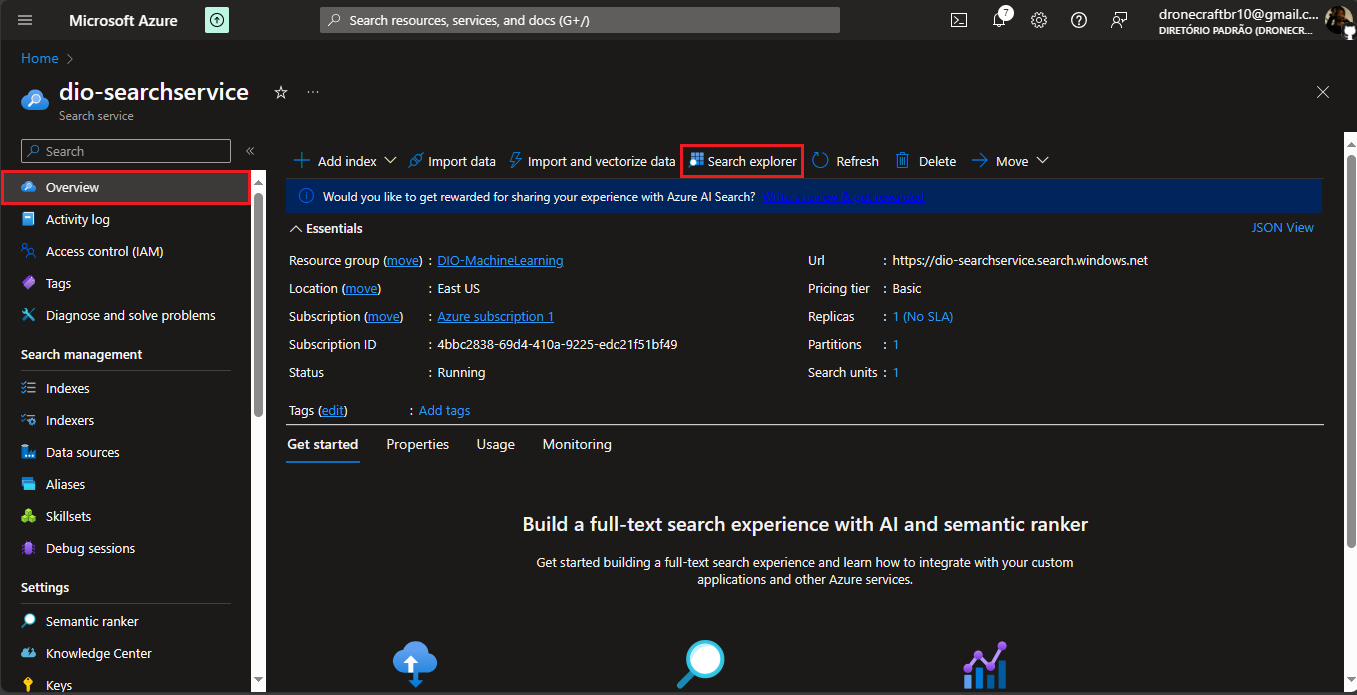 Microsoft Azure
Search resources, services, and docs (G+/)
7
dronecraftbr10@gmail.c...
DIRETÓRIO PADRÃO (DRONECR...
Home
dio-searchservice
...
Search service
Search
«
Overview
Activity log
Access control (IAM)
Tags
Diagnose and solve problems
Search management
Indexes
Indexers
Data sources
Aliases
Skillsets
Debug sessions
Settings
Semantic ranker
Knowledge Center
Keys
Add index
Import data
Import and vectorize data
Search explorer
Refresh
Delete
Move
Would you like to get rewarded for sharing your experience with Azure AI Search?
Essentials
JSON View
Resource group (move) : DIO-MachineLearning
Location (move) : East US
Subscription (move) : Azure subscription 1
Subscription ID : 4bbc2838-69d4-410a-9225-edc21f51bf49
Status : Running
Url : https://dio-searchservice.search.windows.net
Pricing tier : Basic
Replicas : 1 (No SLA)
Partitions : 1
Search units : 1
Tags (edit) : Add tags
Get started
Properties
Usage
Monitoring
Build a full-text search experience with AI and semantic ranker
Get started building a full-text search experience and learn how to integrate with your custom
applications and other Azure services.